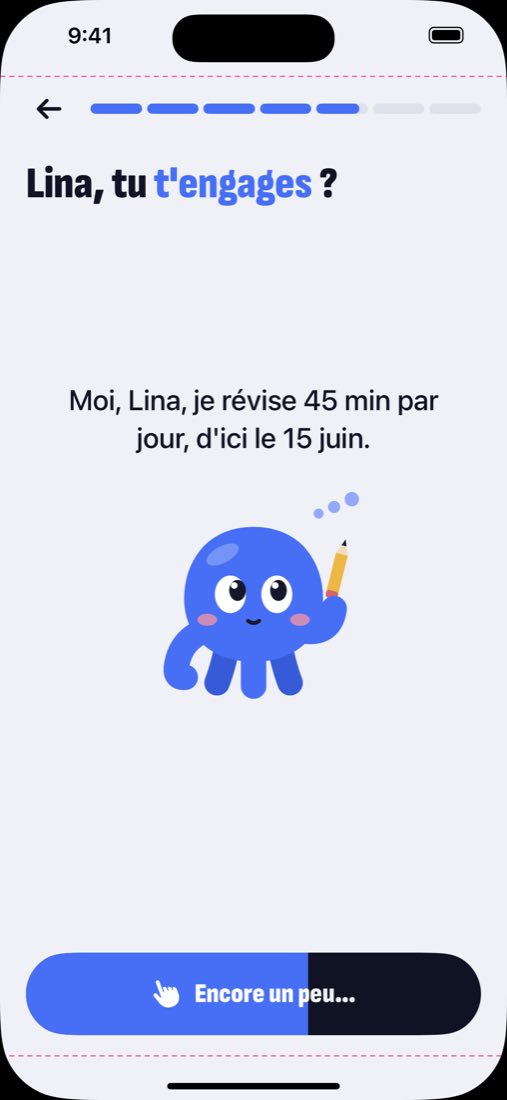 9:41
Lina, tu t'engages ?
Moi, Lina, je révise 45 min par
jour, d'ici le 15 juin.
Encore un peu...